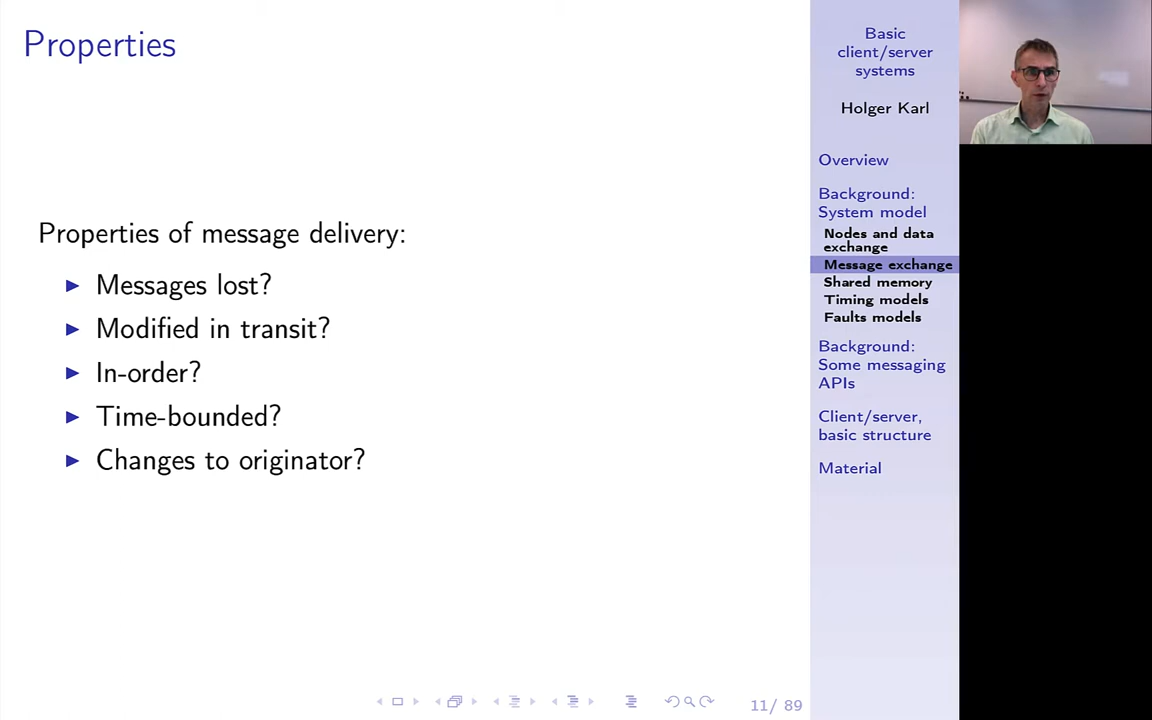 Properties
Properties of message delivery:
Messages lost?
Modified in transit?
In-order?
Time-bounded?
Changes to originator?
11/ 89
Basic
client/server
systems
Holger Karl
Overview
Background:
System model
Nodes and data
exchange
Message exchange
Shared memory
Timing models
Faults models
Background:
Some messaging
APIs
Client/server,
basic structure
Material